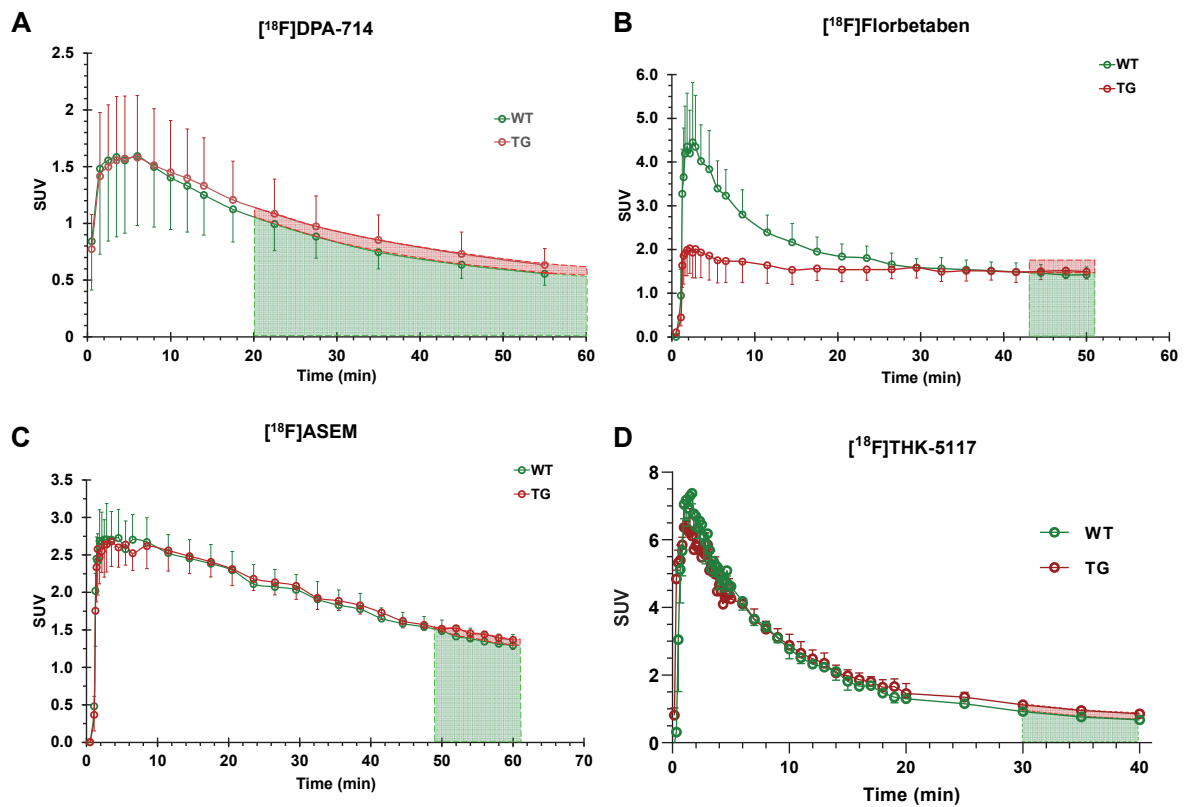 A
[¹⁸F]DPA-714
2.5
2
1.5
1
0.5
0
SUV
0 10 20 30 40 50 60
Time (min)
WT
TG
B
[¹⁸F]Florbetaben
6.0
5.0
4.0
3.0
2.0
1.0
0.0
SUV
0 10 20 30 40 50 60
Time (min)
WT
TG
C
[¹⁸F]ASEM
3.5
3.0
2.5
2.0
1.5
1.0
0.5
0.0
SUV
0 10 20 30 40 50 60 70
Time (min)
WT
TG
D
[¹⁸F]THK-5117
8
6
4
2
0
SUV
0 10 20 30 40
Time (min)
WT
TG